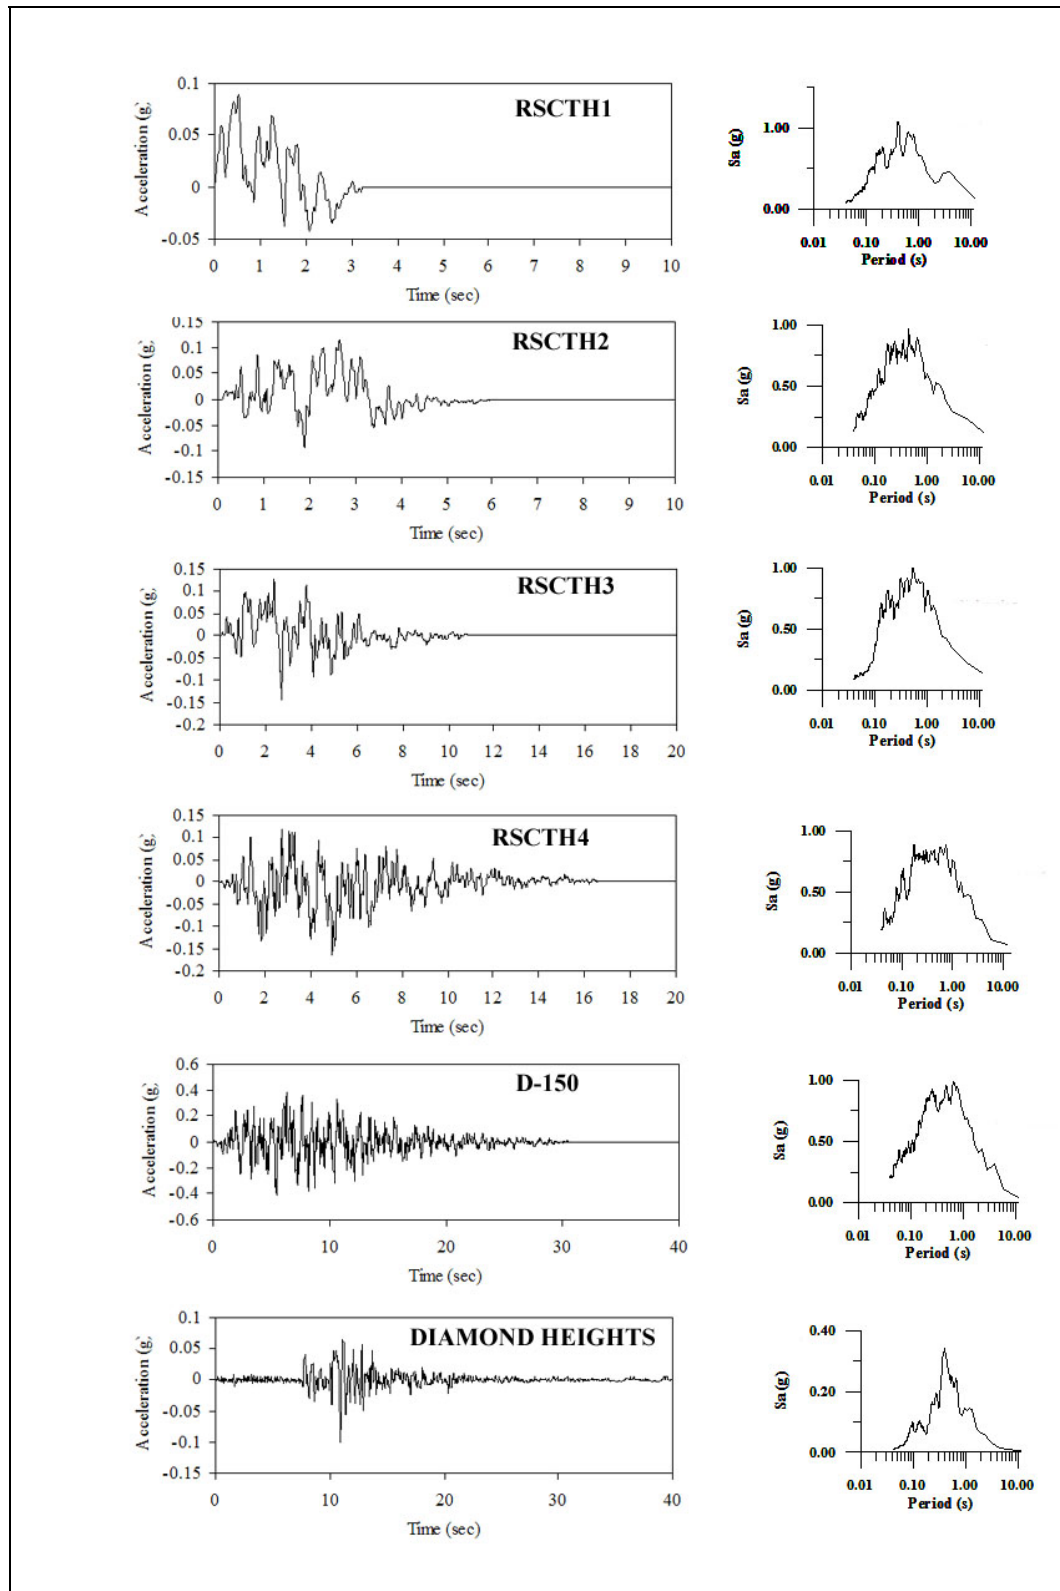 0.1
0.05
0
-0.05
Acceleration (g)
RSCTH1
0 1 2 3 4 5 6 7 8 9 10
Time (sec)
1.00
0.00
Sa (g)
0.01 0.10 1.00 10.00
Period (s)
0.15
0.1
0.05
0
-0.05
-0.1
-0.15
Acceleration (g)
RSCTH2
0 1 2 3 4 5 6 7 8 9 10
Time (sec)
1.00
0.50
0.00
Sa (g)
0.01 0.10 1.00 10.00
Period (s)
0.15
0.1
0.05
0
-0.05
-0.1
-0.15
-0.2
Acceleration (g)
RSCTH3
0 2 4 6 8 10 12 14 16 18 20
Time (sec)
1.00
0.50
0.00
Sa (g)
0.01 0.10 1.00 10.00
Period (s)
0.15
0.1
0.05
0
-0.05
-0.1
-0.15
-0.2
Acceleration (g)
RSCTH4
0 2 4 6 8 10 12 14 16 18 20
Time (sec)
1.00
0.50
0.00
Sa (g)
0.01 0.10 1.00 10.00
Period (s)
0.6
0.4
0.2
0
-0.2
-0.4
-0.6
Acceleration (g)
D-150
0 10 20 30 40
Time (sec)
1.00
0.50
0.00
Sa (g)
0.01 0.10 1.00 10.00
Period (s)
0.1
0.05
0
-0.05
-0.1
-0.15
Acceleration (g)
DIAMOND HEIGHTS
0 10 20 30 40
Time (sec)
0.40
0.20
0.00
Sa (g)
0.01 0.10 1.00 10.00
Period (s)